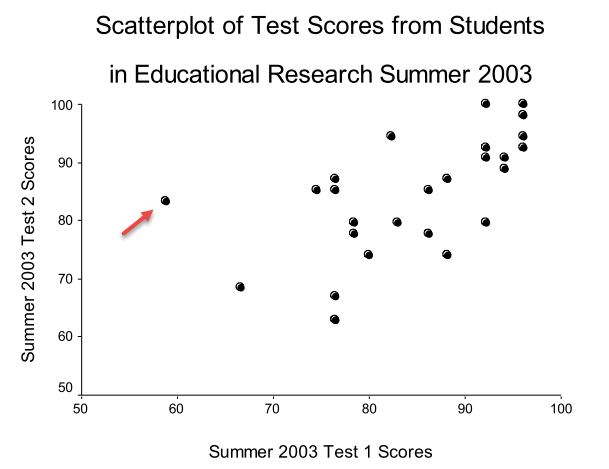 Scatterplot of Test Scores from Students
in Educational Research Summer 2003
Summer 2003 Test 2 Scores
100
90
80
70
60
50
50 60 70 80 90 100
Summer 2003 Test 1 Scores